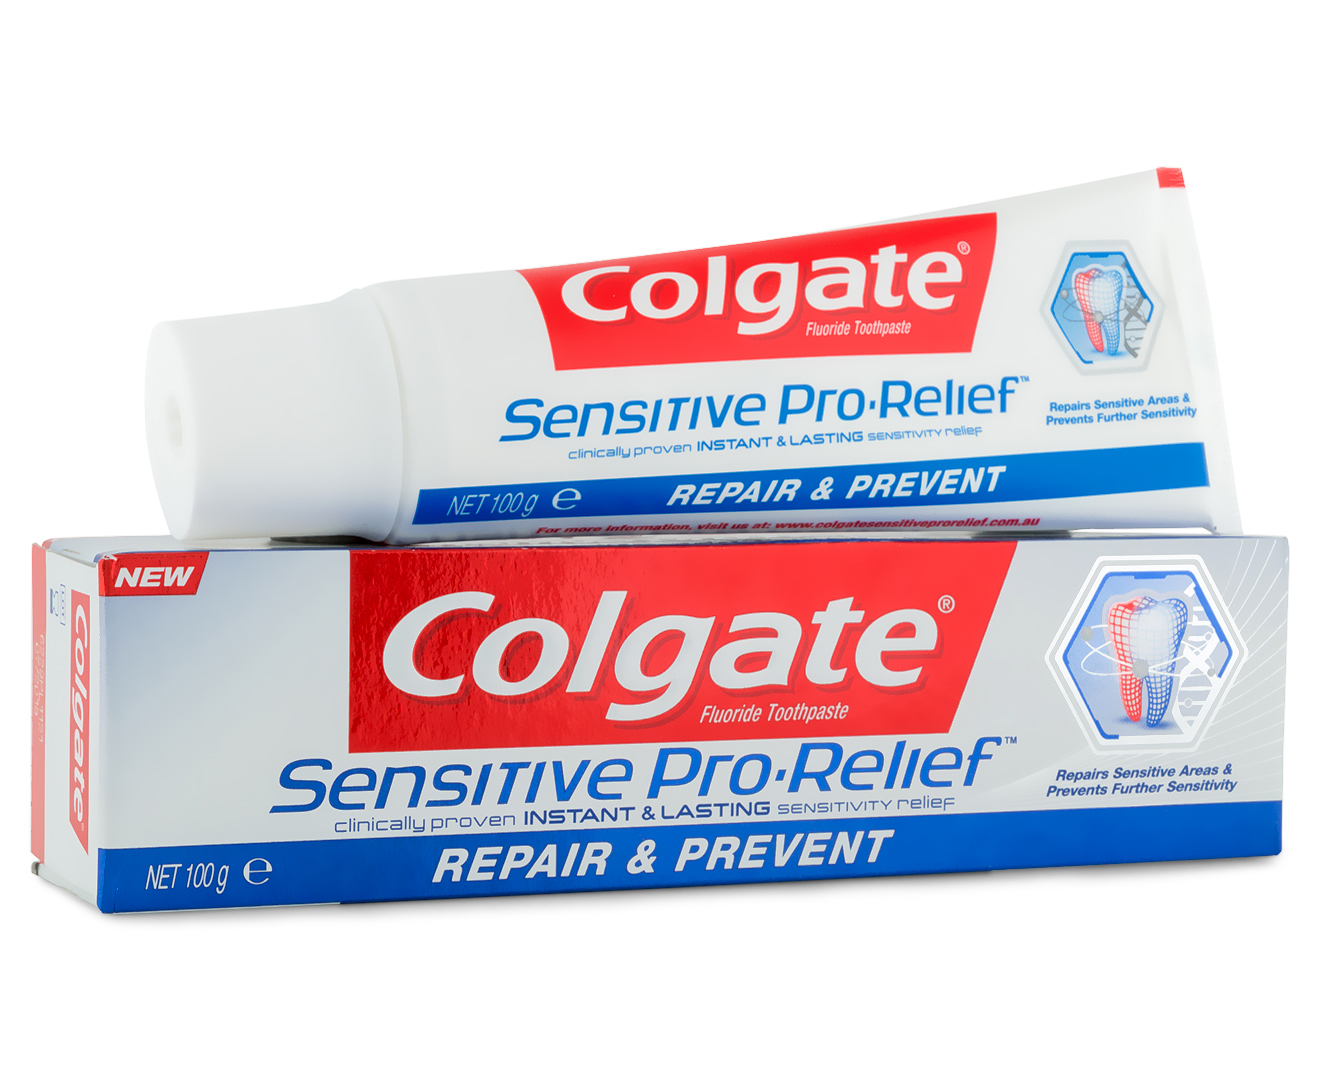 Colgate®
Fluoride Toothpaste
Sensitive Pro-Relief™
clinically proven INSTANT & LASTING SENSITIVITY relief
Repairs Sensitive Areas &
Prevents Further Sensitivity
NET 100 g ℮ REPAIR & PREVENT
For more information, visit us at: www.colgatesensitiveprorelief.com.au
NEW
Colgate®
Fluoride Toothpaste
Sensitive Pro-Relief™
clinically proven INSTANT & LASTING SENSITIVITY relief
Repairs Sensitive Areas &
Prevents Further Sensitivity
NET 100 g ℮ REPAIR & PREVENT
Colgate